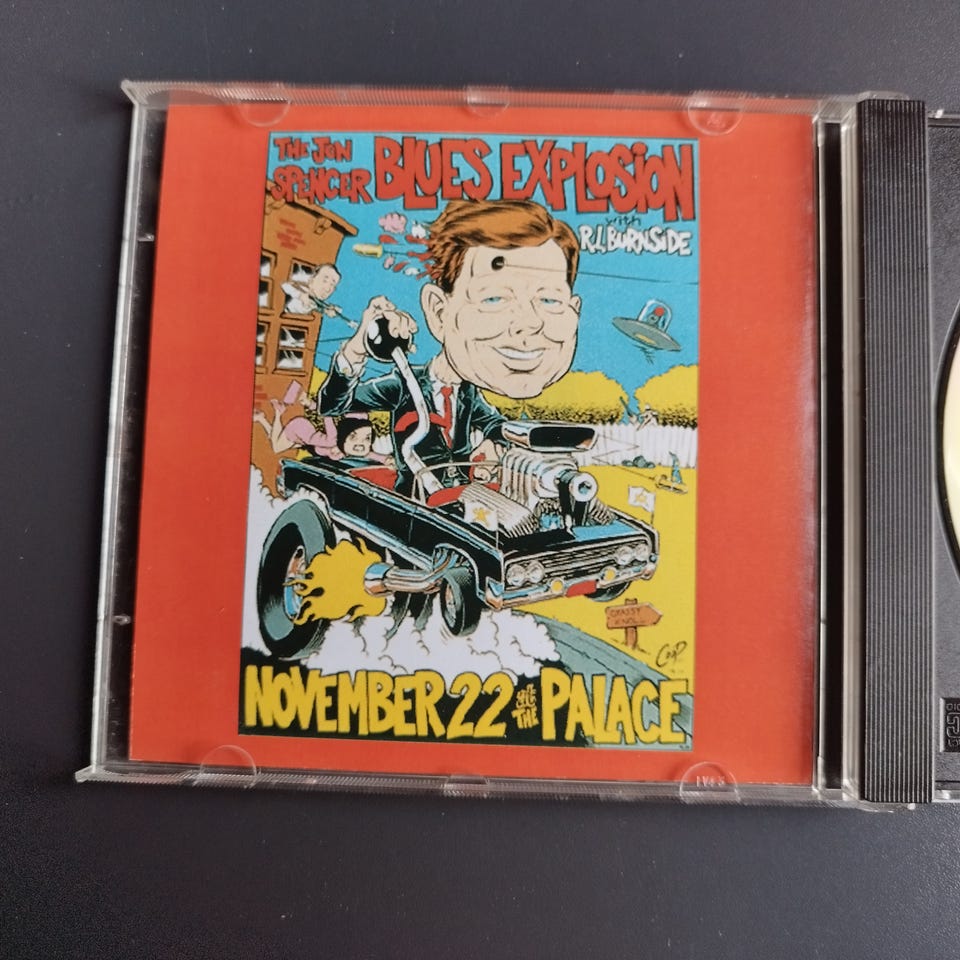 THE JON
SPENCER BLUES EXPLOSION
with
R.L. BURNSIDE
GRASSY
KNOLL
COOP
NOVEMBER 22 at THE PALACE